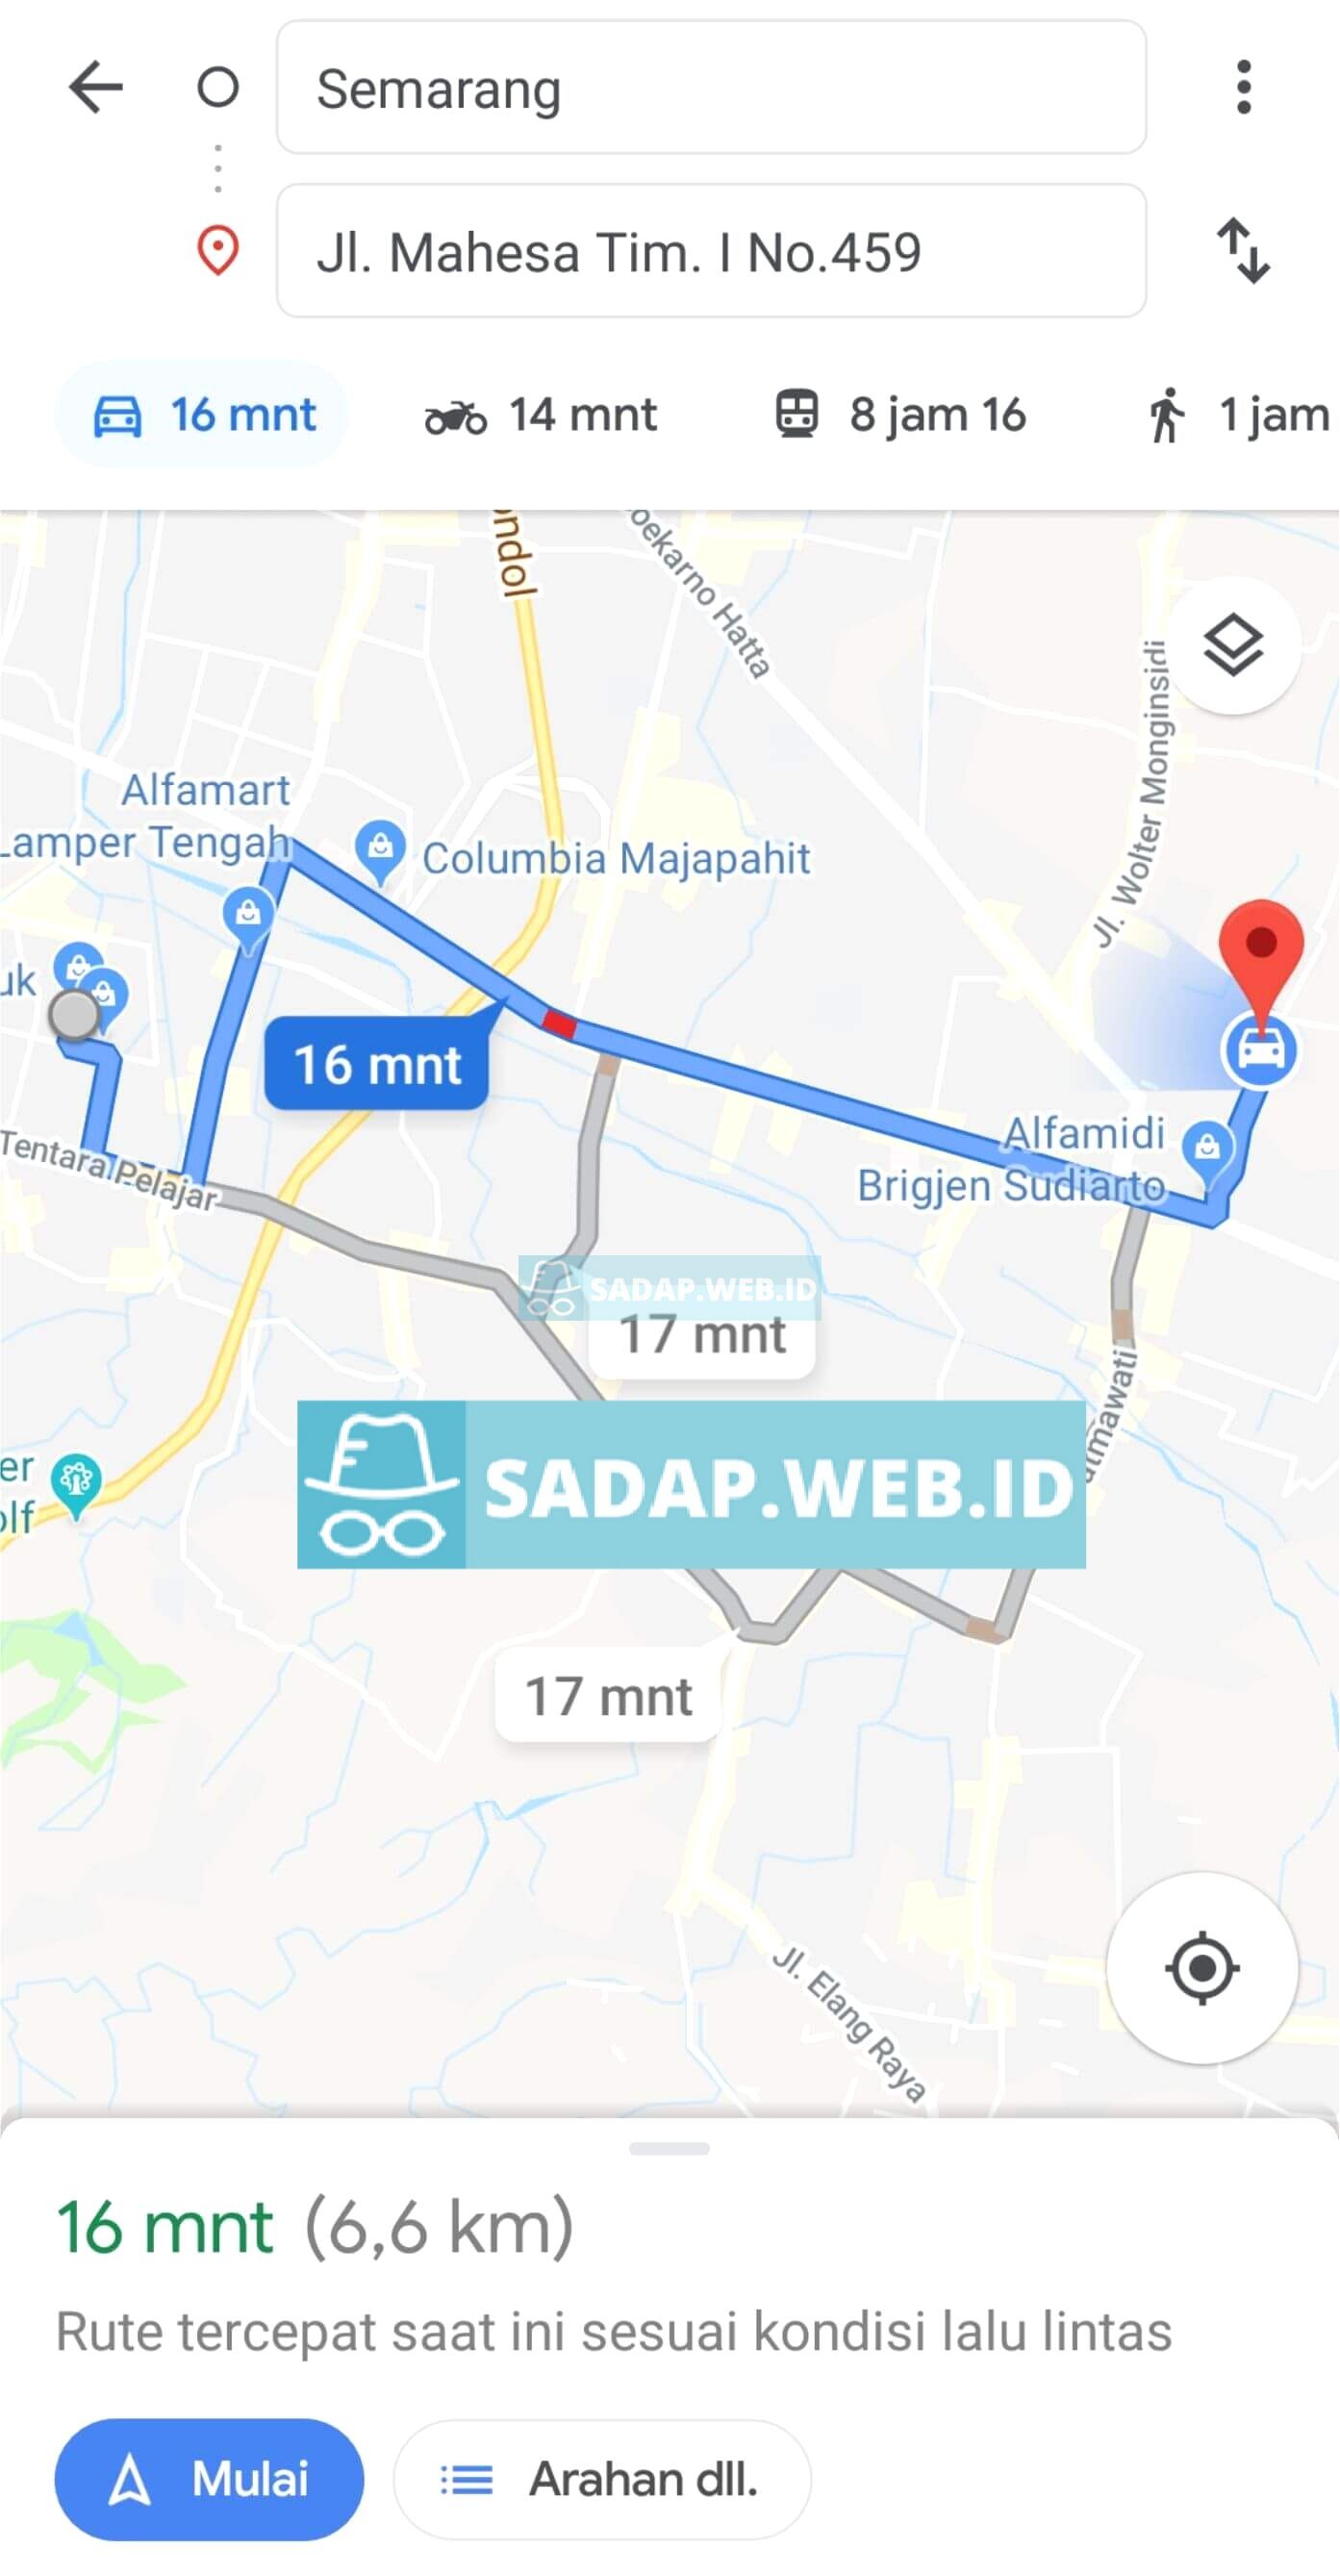 Semarang
Jl. Mahesa Tim. I No.459
16 mnt
14 mnt
8 jam 16
1 jam
ondol
oekarno Hatta
Jl. Wolter Monginsidi
Alfamart
Lamper Tengah
Columbia Majapahit
uk
16 mnt
Tentara Pelajar
Alfamidi
Brigjen Sudiarto
SADAP.WEB.ID
17 mnt
atmawati
SADAP.WEB.ID
er
olf
17 mnt
Jl. Elang Raya
16 mnt (6,6 km)
Rute tercepat saat ini sesuai kondisi lalu lintas
Mulai
Arahan dll.